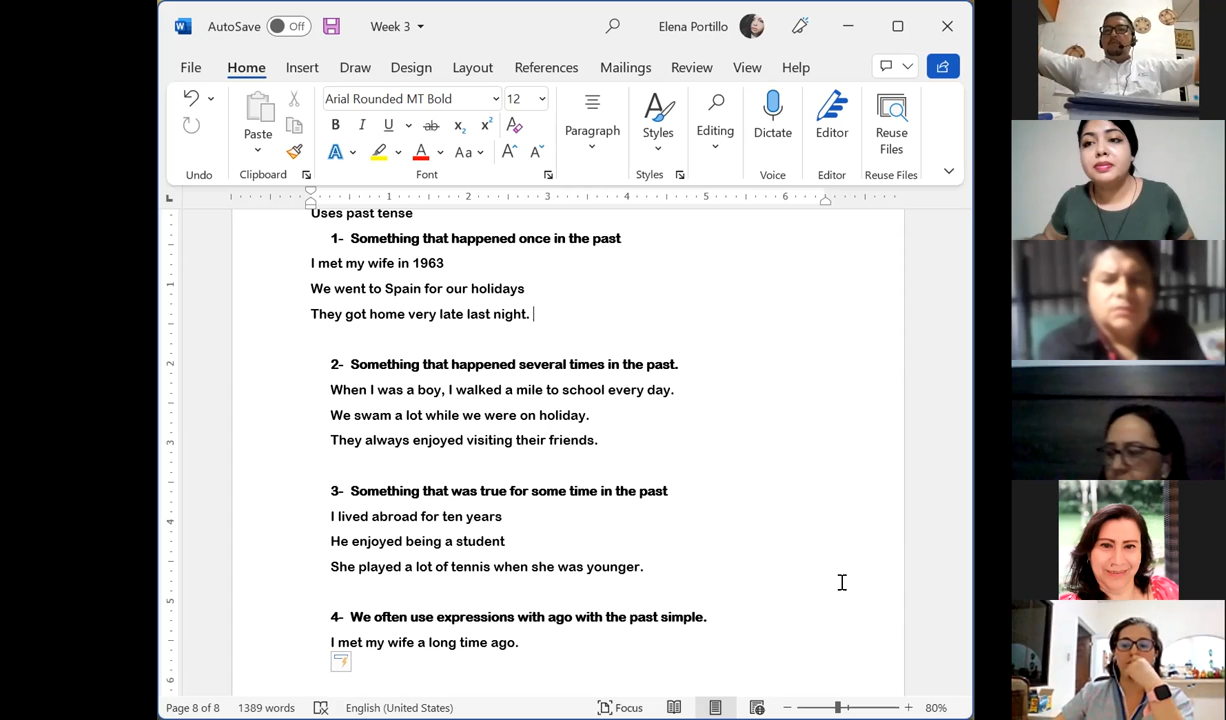 AutoSave Off Week 3 Elena Portillo
File Home Insert Draw Design Layout References Mailings Review View Help
Arial Rounded MT Bold 12
Paste Paragraph Styles Editing Dictate Editor Reuse Files
Undo Clipboard Font Styles Voice Editor Reuse Files
1 2 3 4 5 6
Uses past tense
1- Something that happened once in the past
I met my wife in 1963
We went to Spain for our holidays
They got home very late last night.
2- Something that happened several times in the past.
When I was a boy, I walked a mile to school every day.
We swam a lot while we were on holiday.
They always enjoyed visiting their friends.
3- Something that was true for some time in the past
I lived abroad for ten years
He enjoyed being a student
She played a lot of tennis when she was younger.
4- We often use expressions with ago with the past simple.
I met my wife a long time ago.
Page 8 of 8 1389 words English (United States) Focus 80%